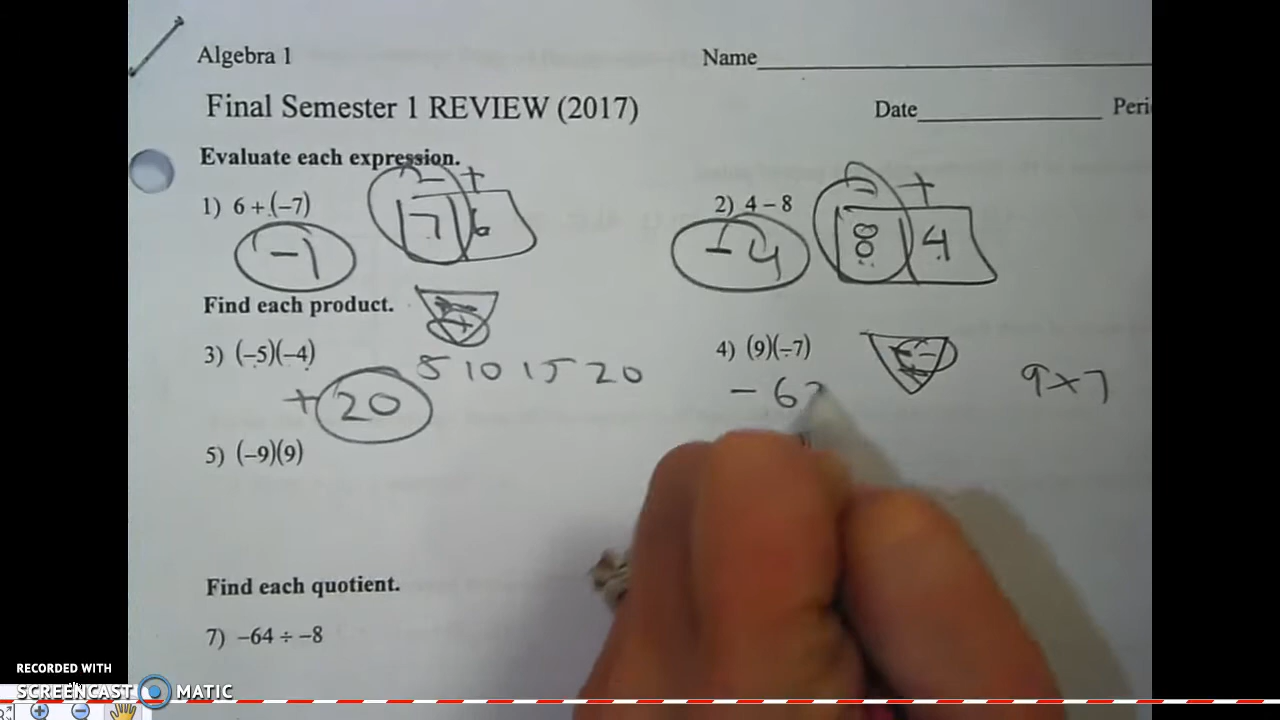 Algebra 1
Name
Final Semester 1 REVIEW (2017)
Date
Evaluate each expression.
1) 6 + (−7)
− +
7 6
−1
2) 4 − 8
− +
8 4
− 4
Find each product.
3) (−5)(−4)
+
5 10 15 20
+ 20
4) (9)(−7)
−
9 × 7
− 6
5) (−9)(9)
Find each quotient.
7) −64 ÷ −8
RECORDED WITH
SCREENCAST MATIC